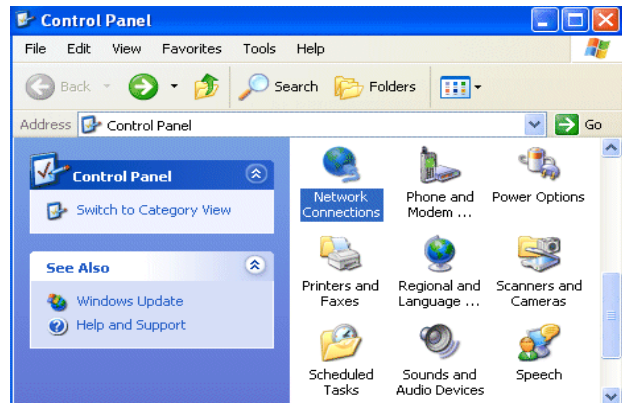 Control Panel
File Edit View Favorites Tools Help
Back Search Folders
Address Control Panel Go
Control Panel
Switch to Category View
See Also
Windows Update
Help and Support
Network Connections
Phone and Modem ...
Power Options
Printers and Faxes
Regional and Language ...
Scanners and Cameras
Scheduled Tasks
Sounds and Audio Devices
Speech